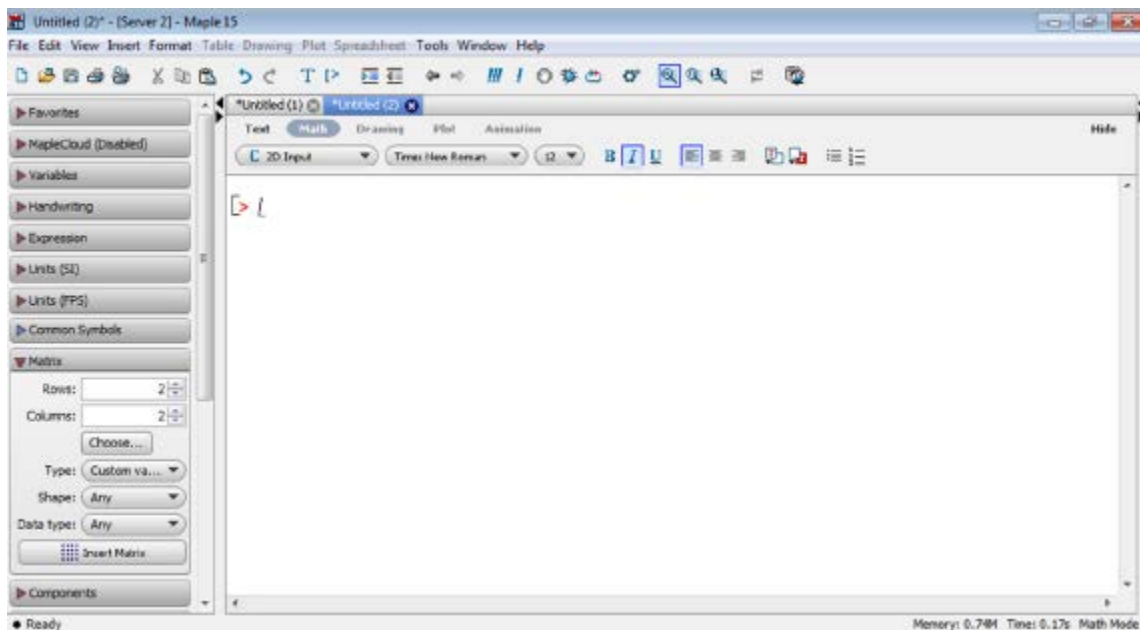 Untitled (2)* - [Server 2] - Maple 15
File Edit View Insert Format Table Drawing Plot Spreadsheet Tools Window Help
*Untitled (1) *Untitled (2)
Text Math Drawing Plot Animation Hide
C 2D Input Times New Roman 12 B I U
Favorites
MapleCloud (Disabled)
Variables
Handwriting
Expression
Units (SI)
Units (FPS)
Common Symbols
Matrix
Rows: 2
Columns: 2
Choose...
Type: Custom va...
Shape: Any
Data type: Any
Insert Matrix
Components
>
Ready Memory: 0.74M Time: 0.17s Math Mode